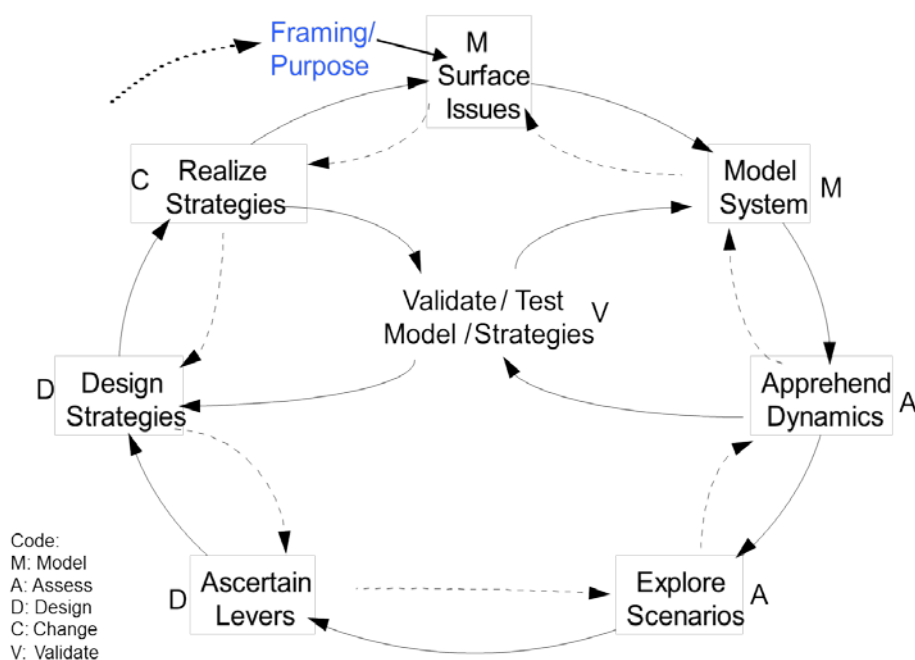 Framing/
Purpose
M
Surface
Issues
C
Realize
Strategies
Model
System
M
Validate/ Test
Model /Strategies
V
D
Design
Strategies
Apprehend
Dynamics
A
D
Ascertain
Levers
Explore
Scenarios
A
Code:
M: Model
A: Assess
D: Design
C: Change
V: Validate